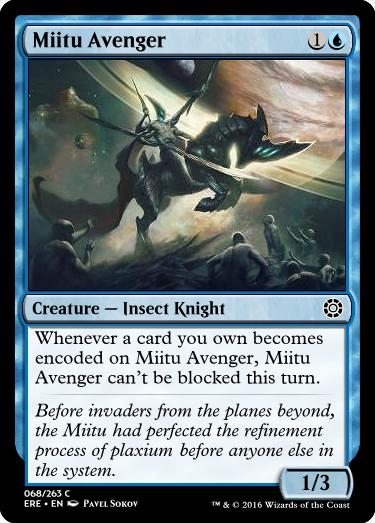 Miitu Avenger 1
Creature — Insect Knight
Whenever a card you own becomes
encoded on Miitu Avenger, Miitu
Avenger can't be blocked this turn.
Before invaders from the planes beyond,
the Miitu had perfected the refinement
process of plaxium before anyone else in
the system.
1/3
068/263 C
ERE • EN PAVEL SOKOV
™ & © 2016 Wizards of the Coast